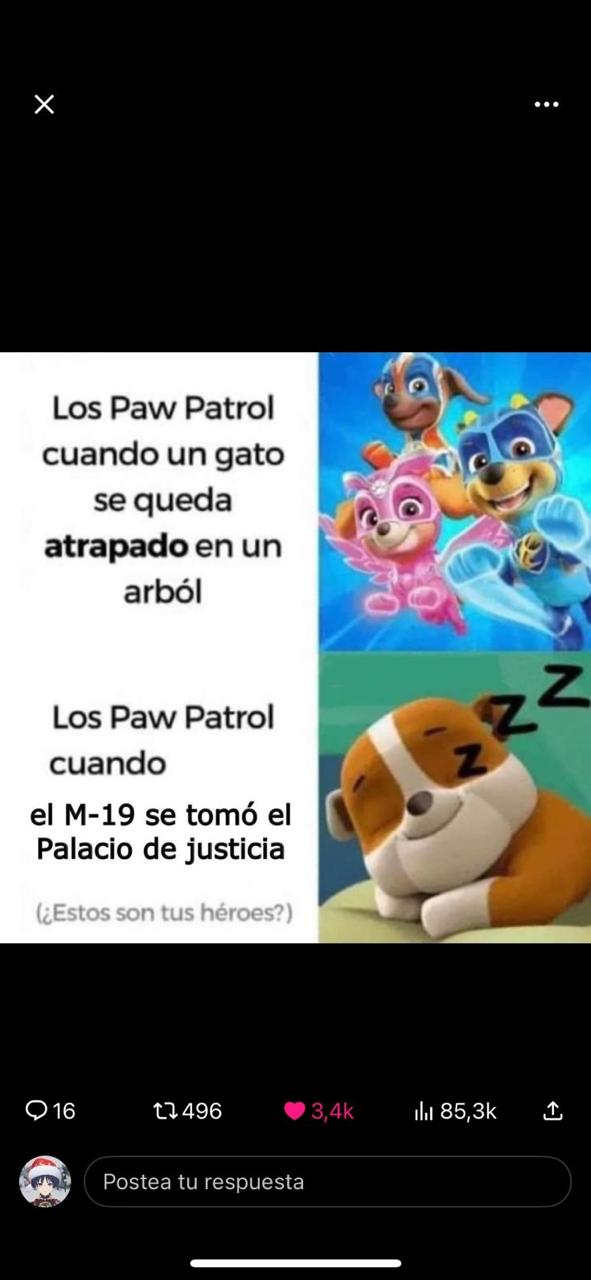 Los Paw Patrol
cuando un gato
se queda
atrapado en un
arból
Z Z
Z
Los Paw Patrol
cuando
el M-19 se tomó el
Palacio de justicia
(¿Estos son tus héroes?)
16 496 3,4k 85,3k
Postea tu respuesta